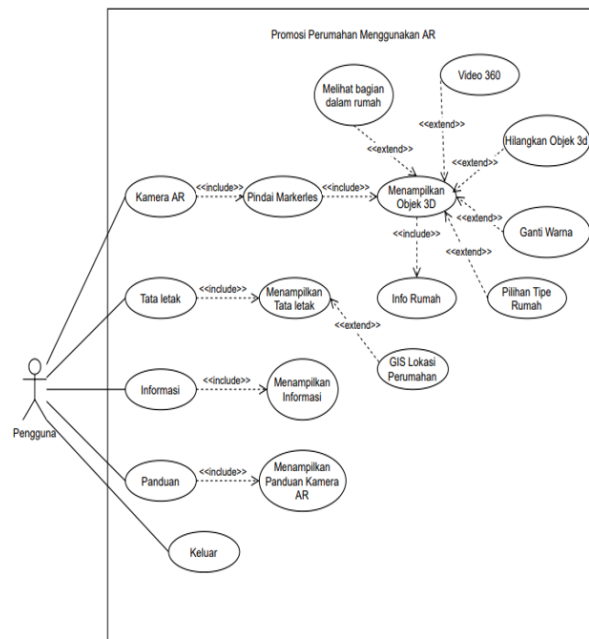 Promosi Perumahan Menggunakan AR
Melihat bagian
dalam rumah
Video 360
<<extend>>
<<extend>>
Hilangkan Objek 3d
<<extend>>
Kamera AR
<<include>>
Pindai Markerles
<<include>>
Menampilkan
Objek 3D
<<extend>>
Ganti Warna
<<include>>
<<extend>>
Tata letak
<<include>>
Menampilkan
Tata letak
Info Rumah
Pilihan Tipe
Rumah
<<extend>>
GIS Lokasi
Perumahan
Informasi
<<include>>
Menampilkan
Informasi
Pengguna
Panduan
<<include>>
Menampilkan
Panduan Kamera
AR
Keluar